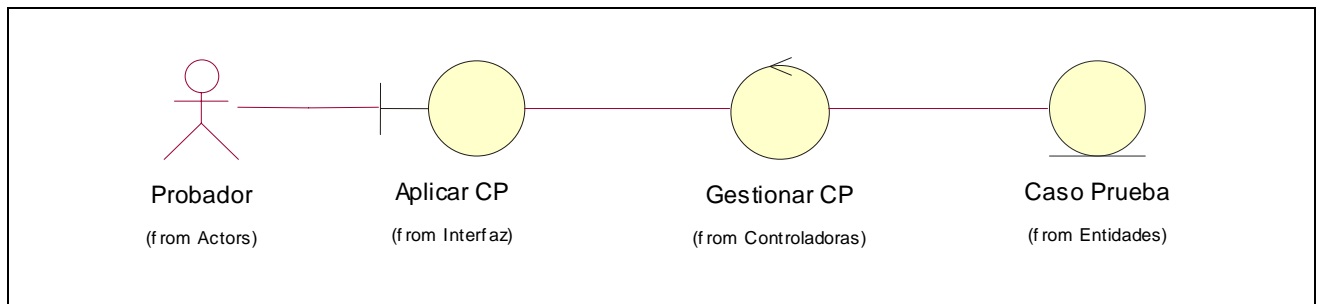 Probador
(from Actors)
Aplicar CP
(from Interfaz)
Gestionar CP
(from Controladoras)
Caso Prueba
(from Entidades)